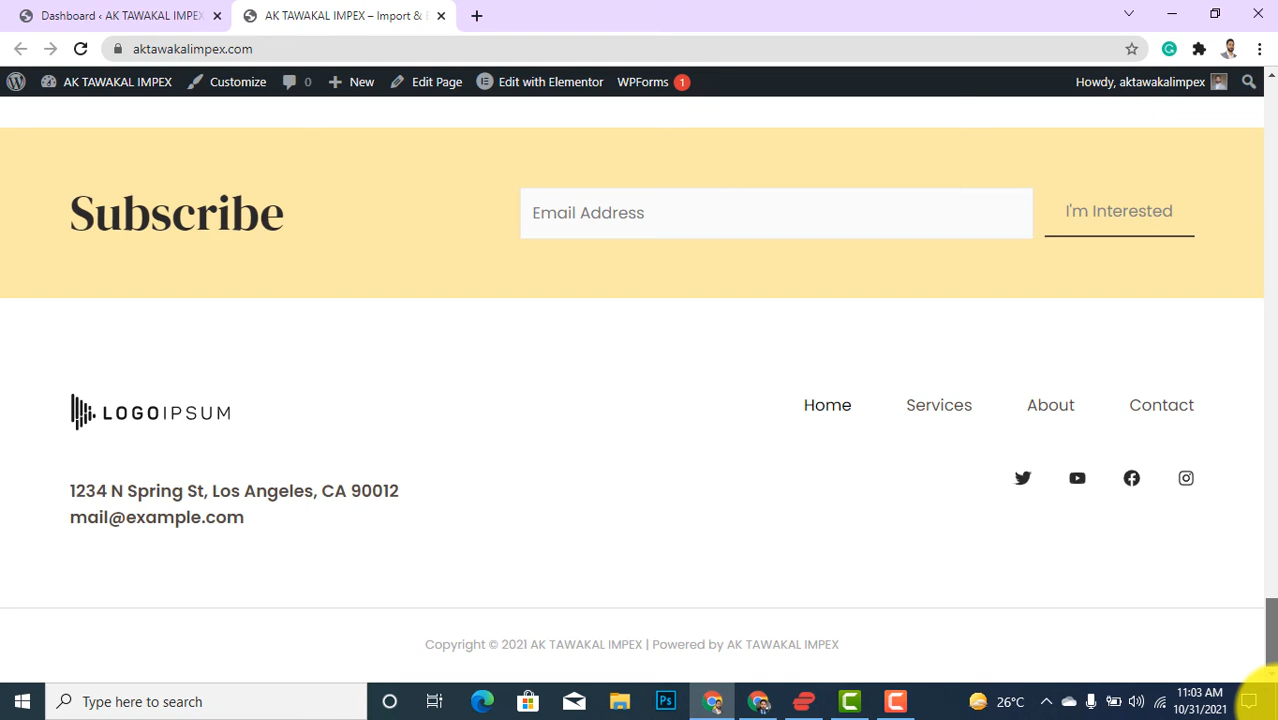 Dashboard ‹ AK TAWAKAL IMPEX
AK TAWAKAL IMPEX – Import &
aktawakalimpex.com
AK TAWAKAL IMPEX
Customize
0
New
Edit Page
Edit with Elementor
WPForms 1
Howdy, aktawakalimpex
Subscribe
Email Address
I'm Interested
LOGOIPSUM
Home
Services
About
Contact
1234 N Spring St, Los Angeles, CA 90012
mail@example.com
Copyright © 2021 AK TAWAKAL IMPEX | Powered by AK TAWAKAL IMPEX
Type here to search
Ps
26°C
11:03 AM
10/31/2021